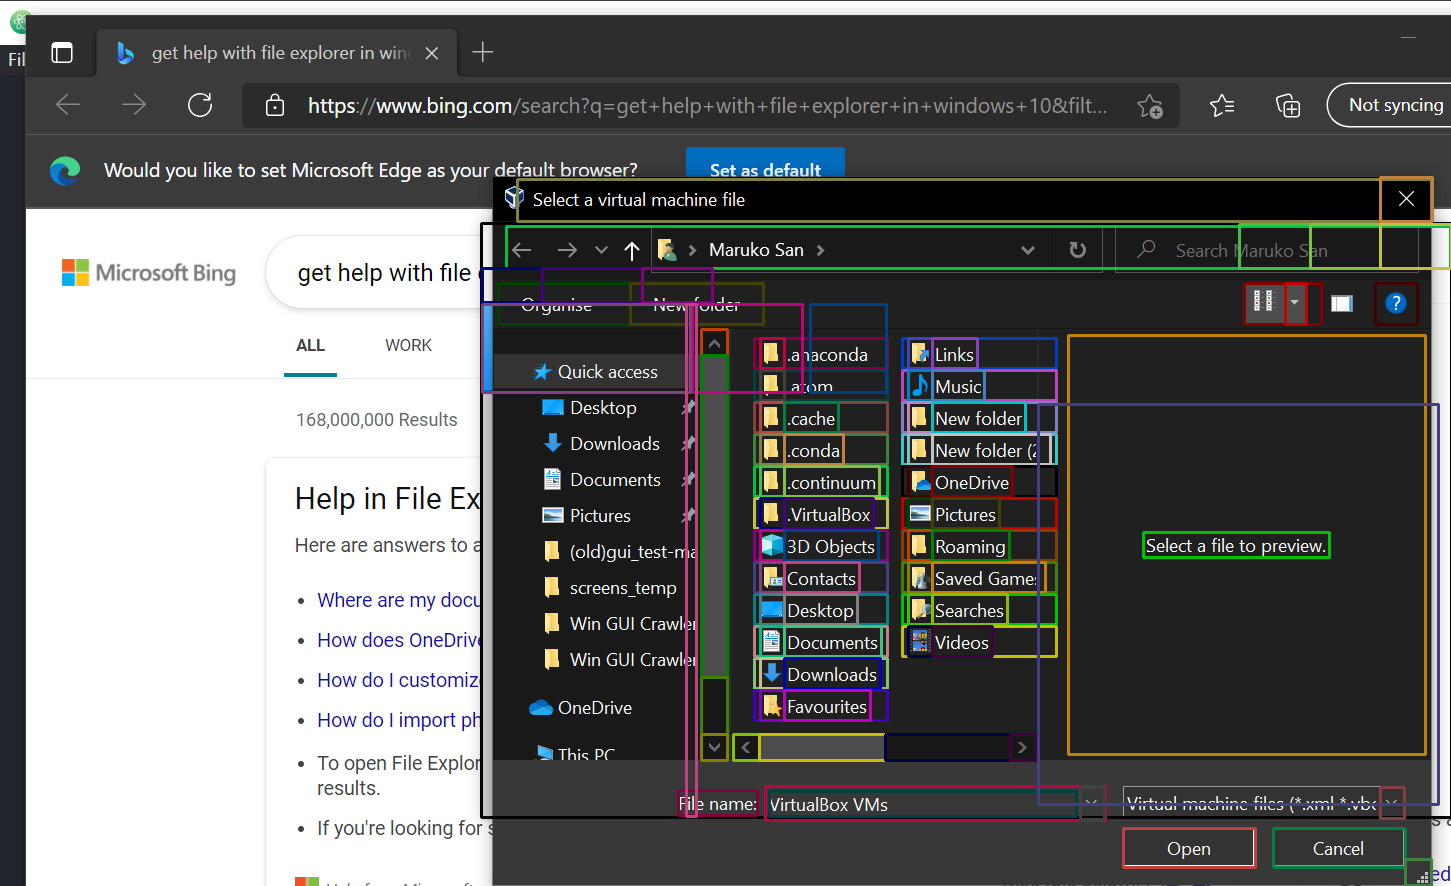 Fil
get help with file explorer in win
https://www.bing.com/search?q=get+help+with+file+explorer+in+windows+10&filt...
Not syncing
Would you like to set Microsoft Edge as your default browser?
Set as default
Microsoft Bing
get help with file
ALL
WORK
168,000,000 Results
Help in File Ex
Here are answers to a
• Where are my docu
• How does OneDrive
• How do I customize
• How do I import ph
• To open File Explor
results.
• If you're looking for s
Select a virtual machine file
Maruko San
Search Maruko San
Organise
New folder
?
Quick access
Desktop
Downloads
Documents
Pictures
(old)gui_test-ma
screens_temp
Win GUI Crawler
Win GUI Crawler
OneDrive
This PC
.anaconda
.atom
.cache
.conda
.continuum
.VirtualBox
3D Objects
Contacts
Desktop
Documents
Downloads
Favourites
Links
Music
New folder
New folder (2
OneDrive
Pictures
Roaming
Saved Games
Searches
Videos
Select a file to preview.
File name:
VirtualBox VMs
Virtual machine files (*.xml *.vb
Open
Cancel
ed